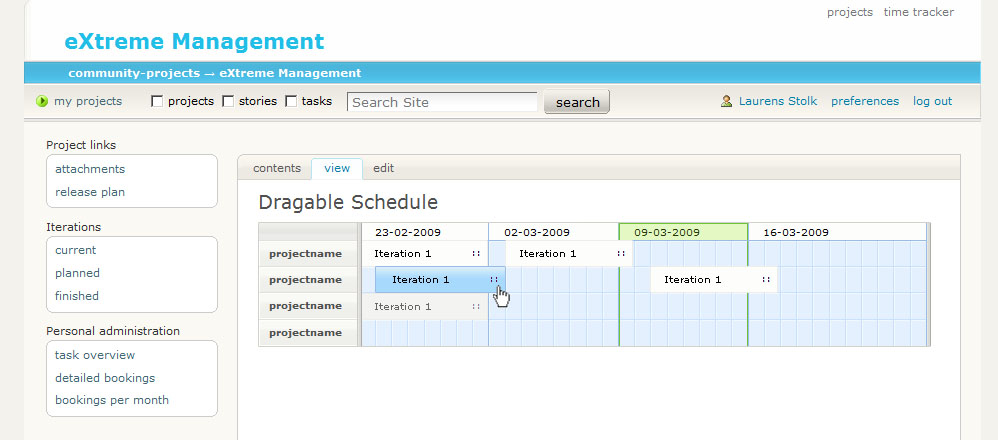 projects time tracker
eXtreme Management
community-projects → eXtreme Management
my projects projects stories tasks Search Site search Laurens Stolk preferences log out
Project links
attachments
release plan
Iterations
current
planned
finished
Personal administration
task overview
detailed bookings
bookings per month
contents view edit
Dragable Schedule
23-02-2009 02-03-2009 09-03-2009 16-03-2009
projectname Iteration 1 Iteration 1
projectname Iteration 1 Iteration 1
projectname Iteration 1
projectname